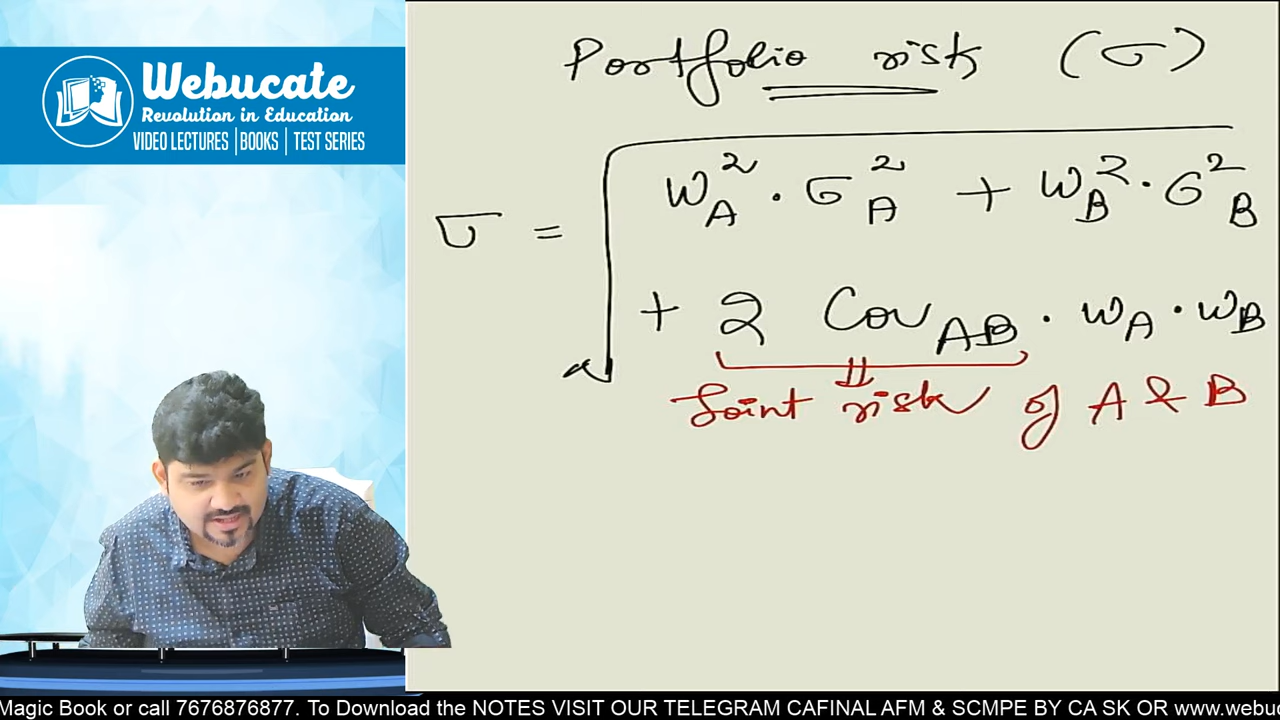 Webucate
Revolution in Education
VIDEO LECTURES | BOOKS | TEST SERIES
Portfolio risk (σ)
σ = √ W_A² · σ_A² + W_B² · σ²_B
+ 2 Cov_AB · W_A · W_B
Joint risk of A & B
Magic Book or call 7676876877. To Download the NOTES VISIT OUR TELEGRAM CAFINAL AFM & SCMPE BY CA SK OR www.webuc